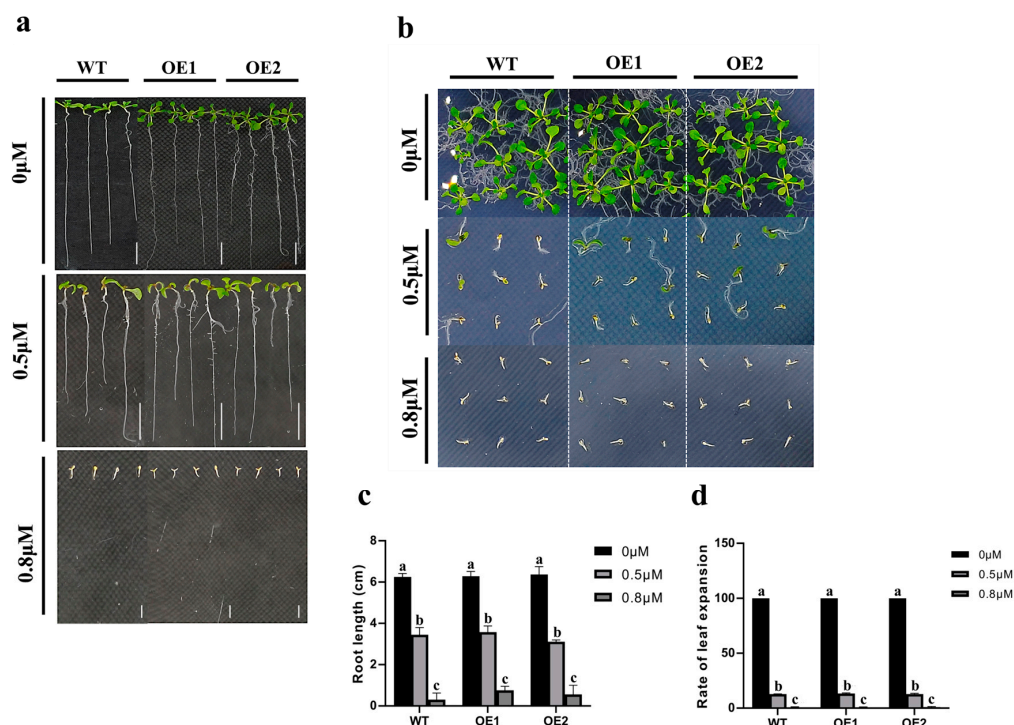 a
WT OE1 OE2
0μM
0.5μM
0.8μM
b
WT OE1 OE2
0μM
0.5μM
0.8μM
c
Root length (cm)
8
6
4
2
0
a a a
b b b
c c c
WT OE1 OE2
0μM
0.5μM
0.8μM
d
Rate of leaf expansion
150
100
50
0
a a a
b b b
c c c
WT OE1 OE2
0μM
0.5μM
0.8μM